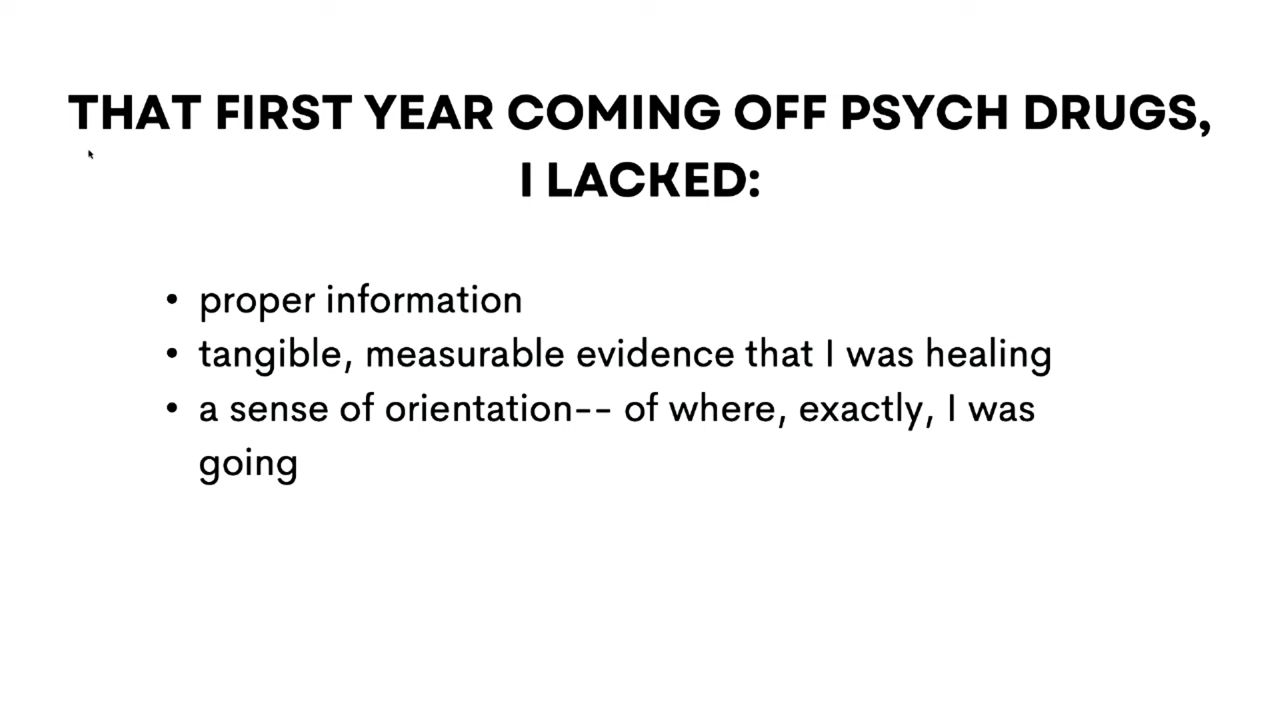 THAT FIRST YEAR COMING OFF PSYCH DRUGS,
I LACKED:
• proper information
• tangible, measurable evidence that I was healing
• a sense of orientation-- of where, exactly, I was
going